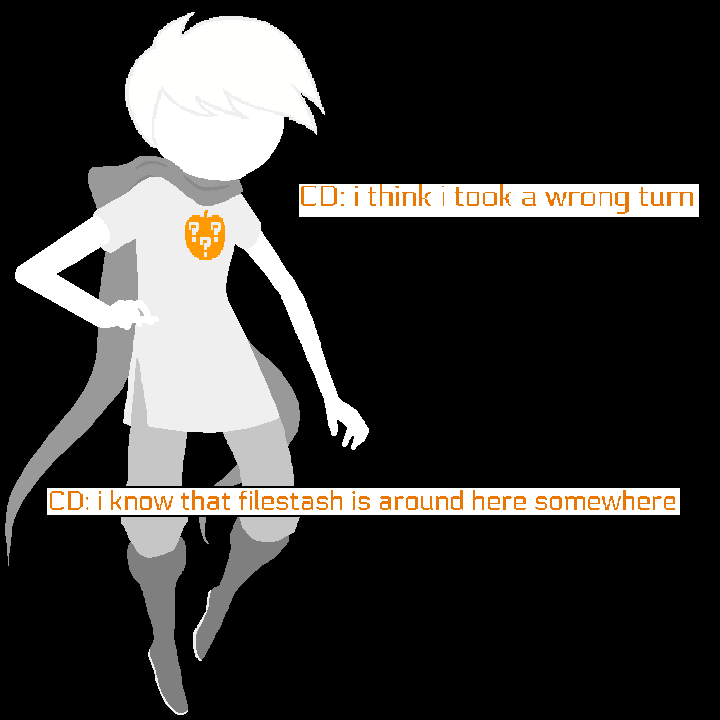 ? ?
?
CD: i think i took a wrong turn
CD: i know that filestash is around here somewhere